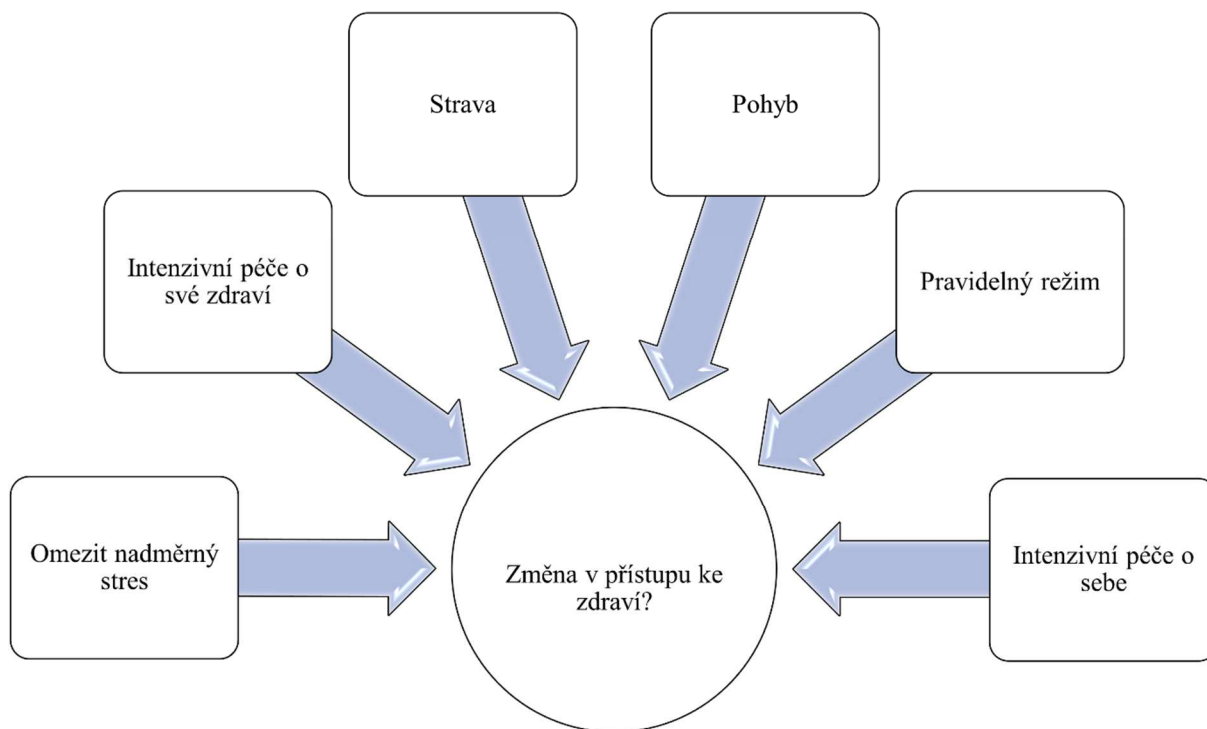 Strava
Pohyb
Intenzivní péče o
své zdraví
Pravidelný režim
Omezit nadměrný
stres
Změna v přístupu ke
zdraví?
Intenzivní péče o
sebe